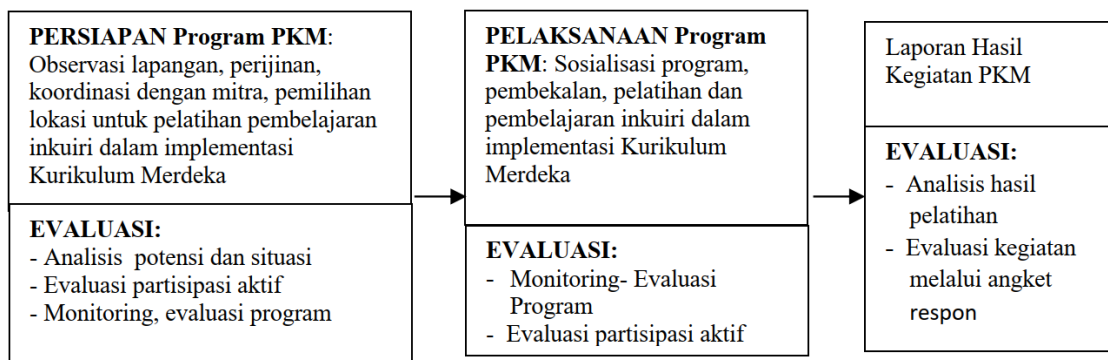 PERSIAPAN Program PKM:
Observasi lapangan, perijinan,
koordinasi dengan mitra, pemilihan
lokasi untuk pelatihan pembelajaran
inkuiri dalam implementasi
Kurikulum Merdeka
EVALUASI:
- Analisis potensi dan situasi
- Evaluasi partisipasi aktif
- Monitoring, evaluasi program
PELAKSANAAN Program
PKM: Sosialisasi program,
pembekalan, pelatihan dan
pembelajaran inkuiri dalam
implementasi Kurikulum
Merdeka
EVALUASI:
- Monitoring- Evaluasi
Program
- Evaluasi partisipasi aktif
Laporan Hasil
Kegiatan PKM
EVALUASI:
- Analisis hasil
pelatihan
- Evaluasi kegiatan
melalui angket
respon